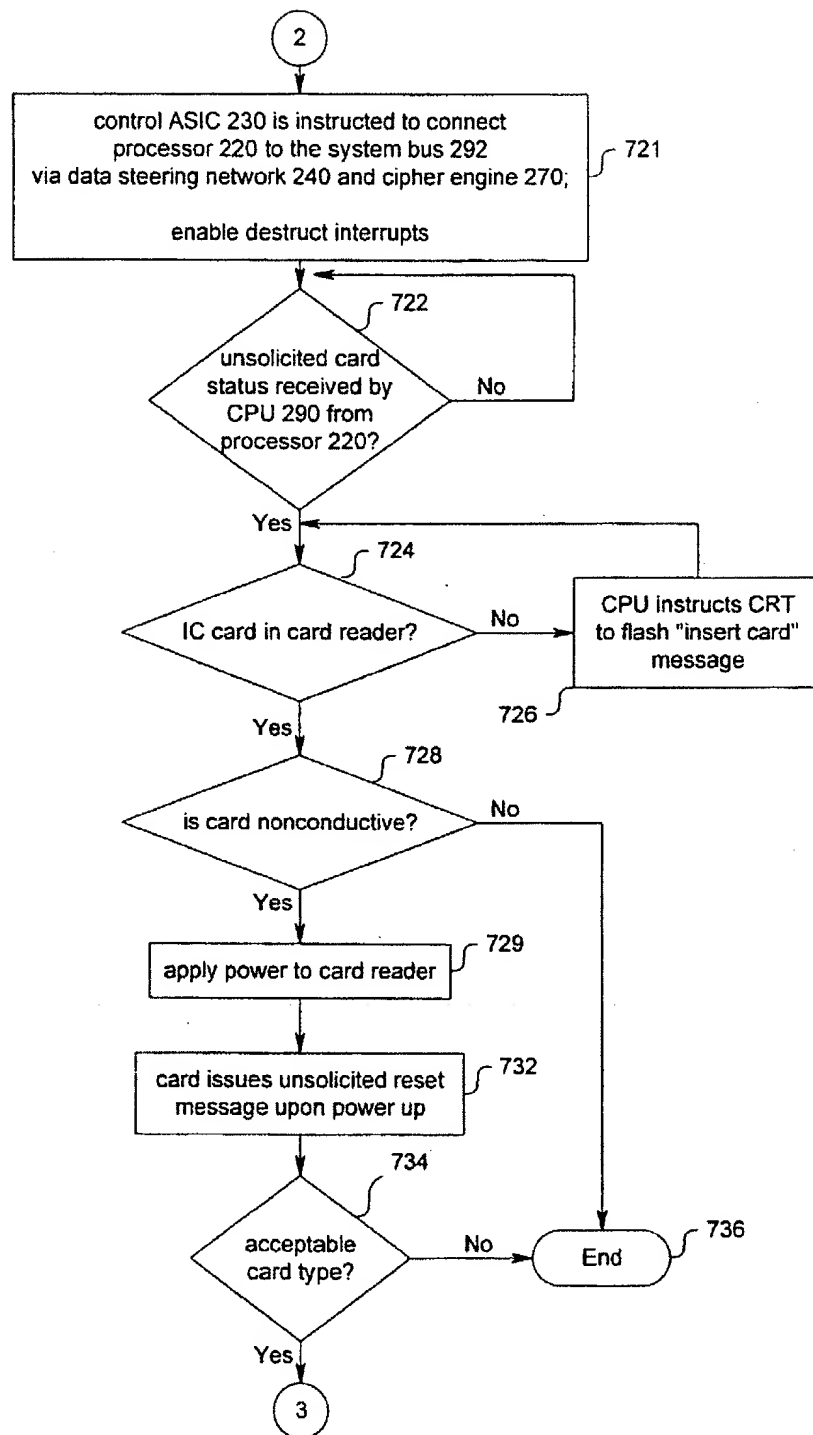 2
control ASIC 230 is instructed to connect
processor 220 to the system bus 292
via data steering network 240 and cipher engine 270;
enable destruct interrupts
721
722
unsolicited card
status received by
CPU 290 from
processor 220?
No
Yes
724
IC card in card reader?
No
CPU instructs CRT
to flash "insert card"
message
726
Yes
728
is card nonconductive?
No
Yes
729
apply power to card reader
732
card issues unsolicited reset
message upon power up
734
acceptable
card type?
No
End
736
Yes
3